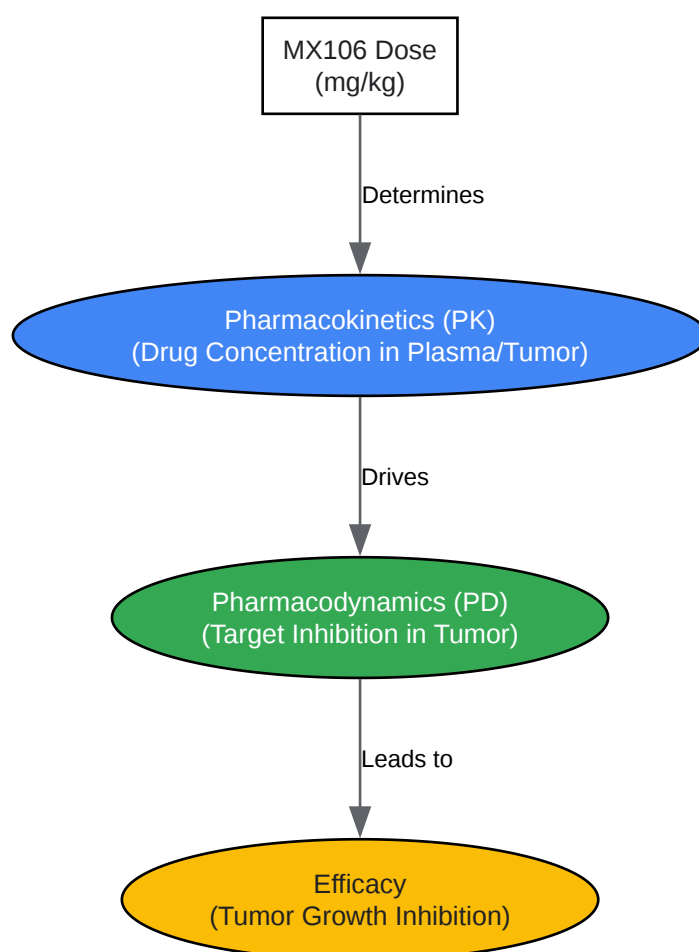 MX106 Dose
(mg/kg)
Determines
Pharmacokinetics (PK)
(Drug Concentration in Plasma/Tumor)
Drives
Pharmacodynamics (PD)
(Target Inhibition in Tumor)
Leads to
Efficacy
(Tumor Growth Inhibition)